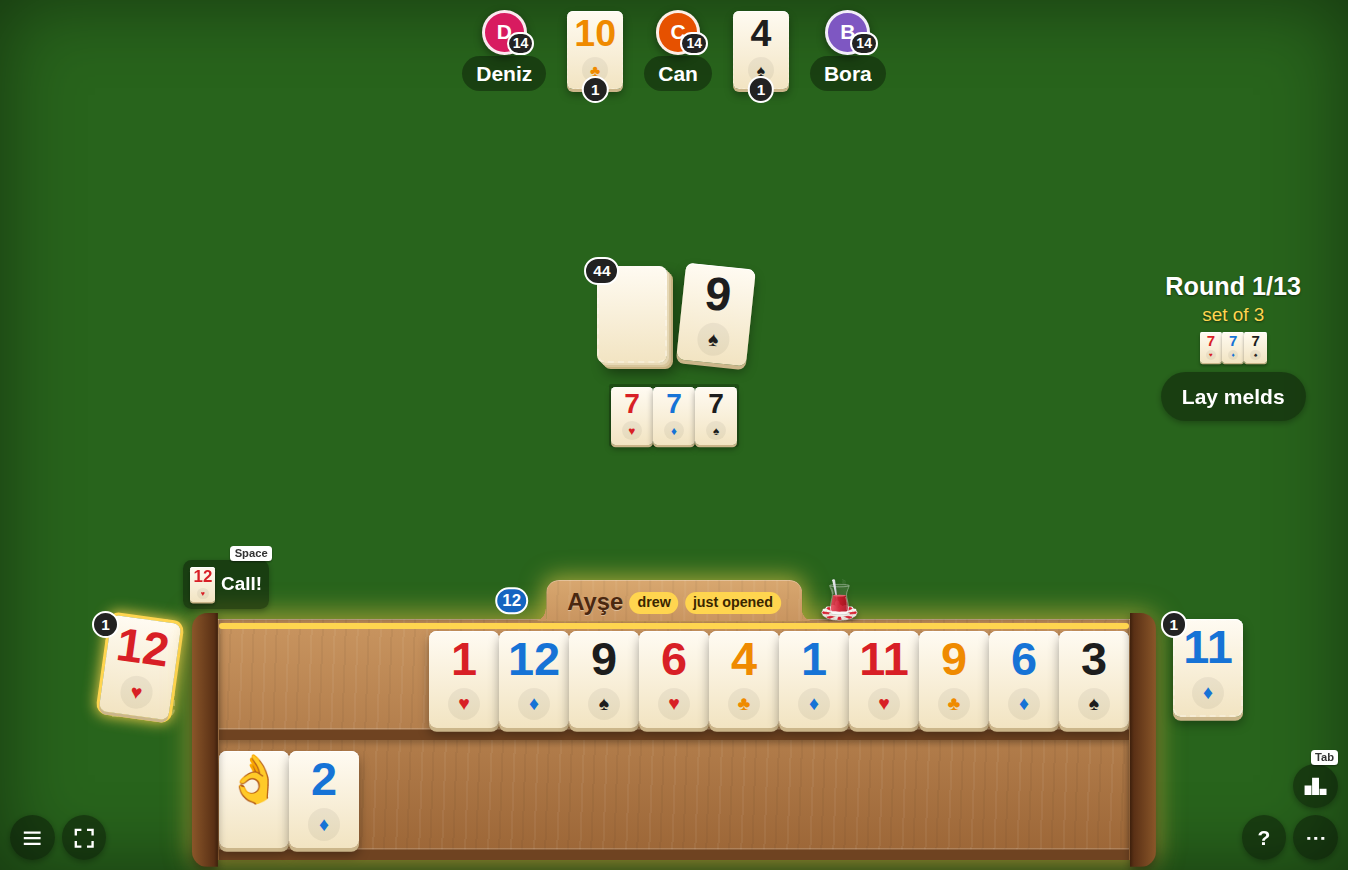 D 14
10 ♣ 1
C 14
4 ♠ 1
B 14
Deniz
Can
Bora
44
9 ♠
Round 1/13
set of 3
7 ♥ 7 ♦ 7 ♠
Lay melds
7 ♥ 7 ♦ 7 ♠
Space
12 ♥ Call!
12
Ayşe drew just opened
1
12 ♥
1 ♥ 12 ♦ 9 ♠ 6 ♥ 4 ♣ 1 ♦ 11 ♥ 9 ♣ 6 ♦ 3 ♠
1
11 ♦
2 ♦
Tab
?